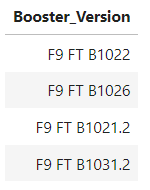 Booster_Version
F9 FT B1022
F9 FT B1026
F9 FT B1021.2
F9 FT B1031.2